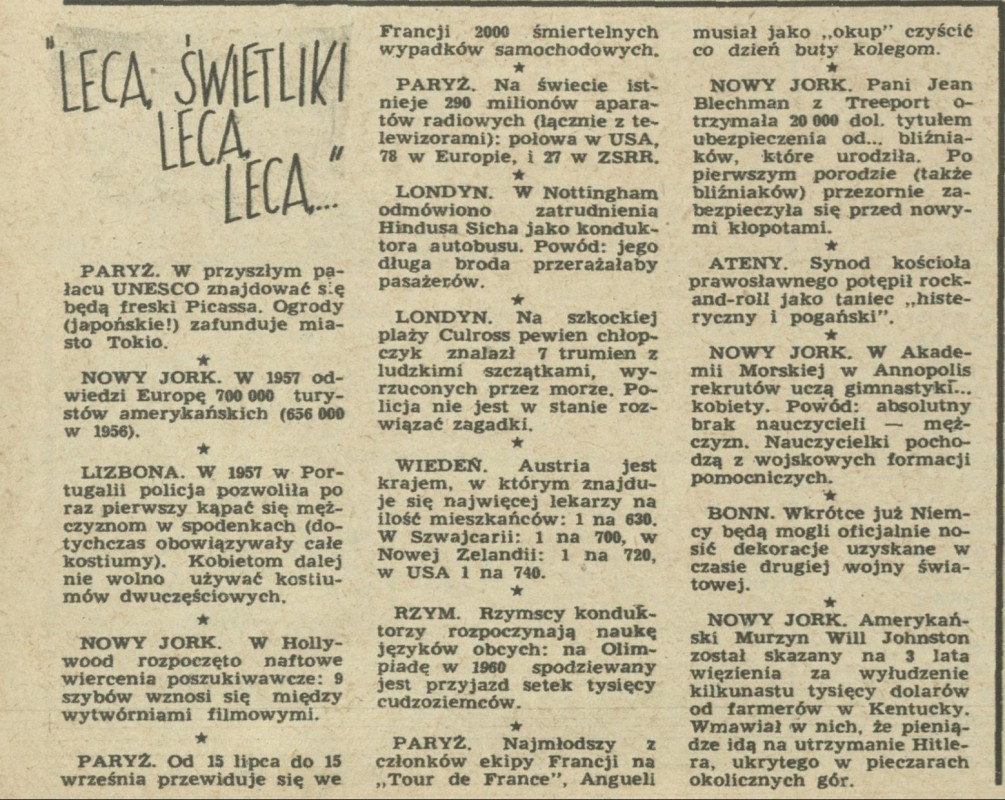 "LECĄ, ŚWIETLIKI
LECĄ,
LECĄ,..."
PARYŻ. W przyszłym pa-
łacu UNESCO znajdować się
będą freski Picassa. Ogrody
(japońskie!) zafunduje mia-
sto Tokio.
★
NOWY JORK. W 1957 od-
wiedzi Europę 700 000 tury-
stów amerykańskich (656 000
w 1956).
★
LIZBONA. W 1957 w Por-
tugalii policja pozwoliła po
raz pierwszy kąpać się męż-
czyznom w spodenkach (do-
tychczas obowiązywały całe
kostiumy). Kobietom dalej
nie wolno używać kostiu-
mów dwuczęściowych.
★
NOWY JORK. W Holly-
wood rozpoczęto naftowe
wiercenia poszukiwawcze: 9
szybów wznosi się między
wytwórniami filmowymi.
★
PARYŻ. Od 15 lipca do 15
września przewiduje się we
Francji 2000 śmiertelnych
wypadków samochodowych.
★
PARYŻ. Na świecie ist-
nieje 290 milionów apara-
tów radiowych (łącznie z te-
lewizorami): połowa w USA,
78 w Europie, i 27 w ZSRR.
★
LONDYN. W Nottingham
odmówiono zatrudnienia
Hindusa Sicha jako konduk-
tora autobusu. Powód: jego
długa broda przerażałaby
pasażerów.
★
LONDYN. Na szkockiej
plaży Culross pewien chłop-
czyk znalazł 7 trumien z
ludzkimi szczątkami, wy-
rzuconych przez morze. Po-
licja nie jest w stanie roz-
wiązać zagadki.
★
WIEDEŃ. Austria jest
krajem, w którym znajdu-
je się najwięcej lekarzy na
ilość mieszkańców: 1 na 630.
W Szwajcarii: 1 na 700, w
Nowej Zelandii: 1 na 720,
w USA 1 na 740.
★
RZYM. Rzymscy konduk-
torzy rozpoczynają naukę
języków obcych: na Olim-
piadę w 1960 spodziewany
jest przyjazd setek tysięcy
cudzoziemców.
★
PARYŻ. Najmłodszy z
członków ekipy Francji na
„Tour de France", Angueli
musiał jako „okup" czyścić
co dzień buty kolegom.
★
NOWY JORK. Pani Jean
Blechman z Treeport o-
trzymała 20 000 dol. tytułem
ubezpieczenia od... bliźnia-
ków, które urodziła. Po
pierwszym porodzie (także
bliźniaków) przezornie za-
bezpieczyła się przed nowy-
mi kłopotami.
★
ATENY. Synod kościoła
prawosławnego potępił rock-
and-roll jako taniec „histe-
ryczny i pogański".
★
NOWY JORK. W Akade-
mii Morskiej w Annopolis
rekrutów uczą gimnastyki...
kobiety. Powód: absolutny
brak nauczycieli — męż-
czyzn. Nauczycielki pocho-
dzą z wojskowych formacji
pomocniczych.
★
BONN. Wkrótce już Niem-
cy będą mogli oficjalnie no-
sić dekoracje uzyskane w
czasie drugiej wojny świa-
towej.
★
NOWY JORK. Amerykań-
ski Murzyn Will Johnston
został skazany na 3 lata
więzienia za wyłudzenie
kilkunastu tysięcy dolarów
od farmerów w Kentucky.
Wmawiał w nich, że pienią-
dze idą na utrzymanie Hitle-
ra, ukrytego w pieczarach
okolicznych gór.